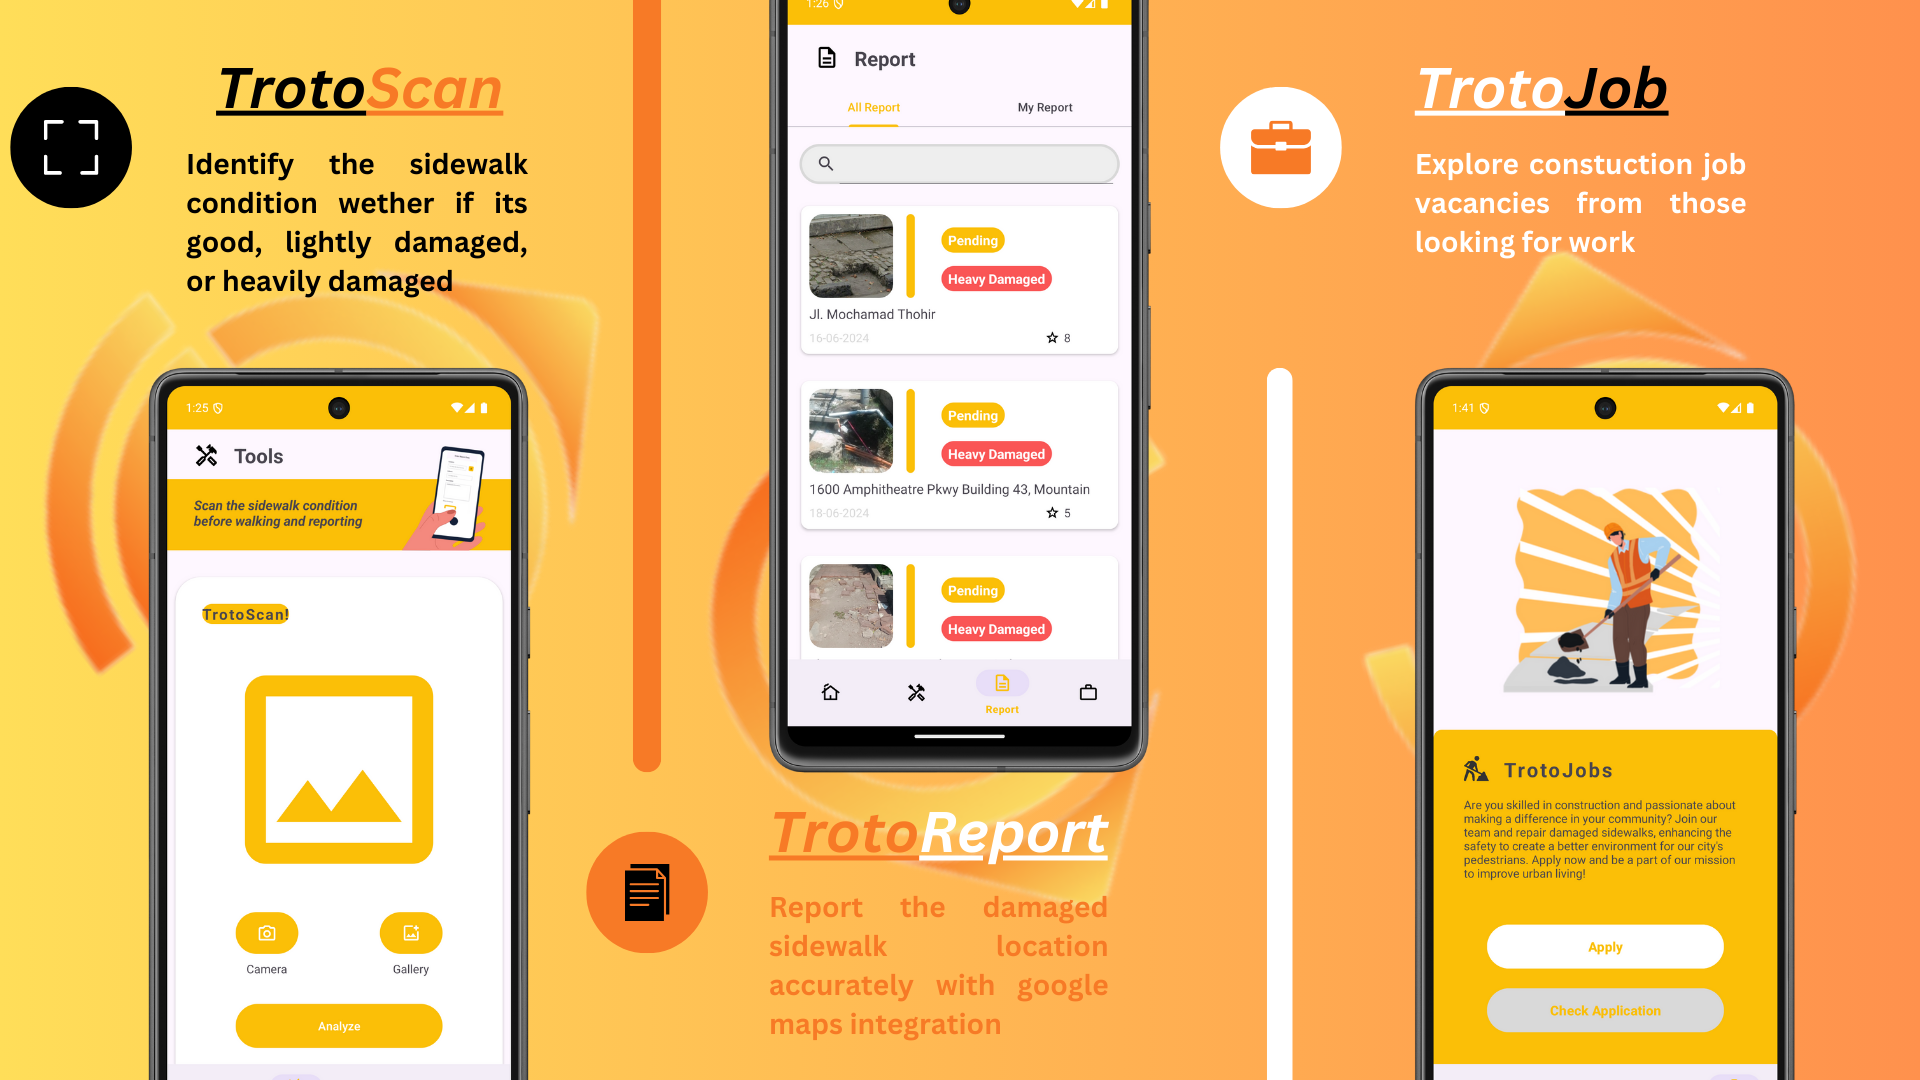 TrotoScan
Identify the sidewalk
condition wether if its
good, lightly damaged,
or heavily damaged
1:25
Tools
Scan the sidewalk condition
before walking and reporting
TrotoScan!
Camera
Gallery
Analyze
1:26
Report
All Report
My Report
Pending
Heavy Damaged
Jl. Mochamad Thohir
16-06-2024
8
Pending
Heavy Damaged
1600 Amphitheatre Pkwy Building 43, Mountain
18-06-2024
5
Pending
Heavy Damaged
Report
TrotoReport
Report the damaged
sidewalk location
accurately with google
maps integration
TrotoJob
Explore constuction job
vacancies from those
looking for work
1:41
TrotoJobs
Are you skilled in construction and passionate about
making a difference in your community? Join our
team and repair damaged sidewalks, enhancing the
safety to create a better environment for our city's
pedestrians. Apply now and be a part of our mission
to improve urban living!
Apply
Check Application